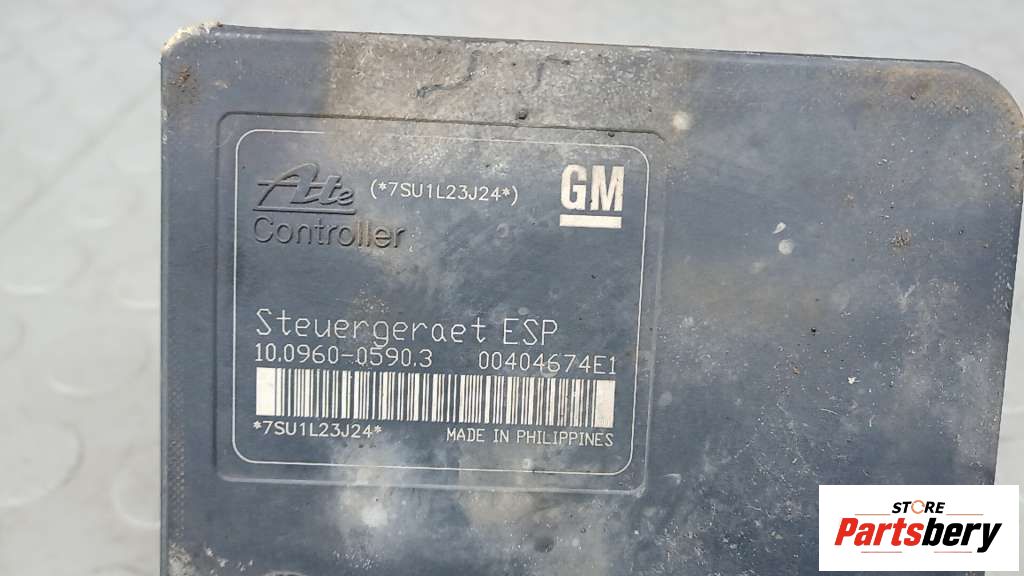 Ate (*7SU1L23J24*) GM
Controller
Steuergeraet ESP
10.0960-0590.3 00404674E1
*7SU1L23J24* MADE IN PHILIPPINES
STORE
Partsbery